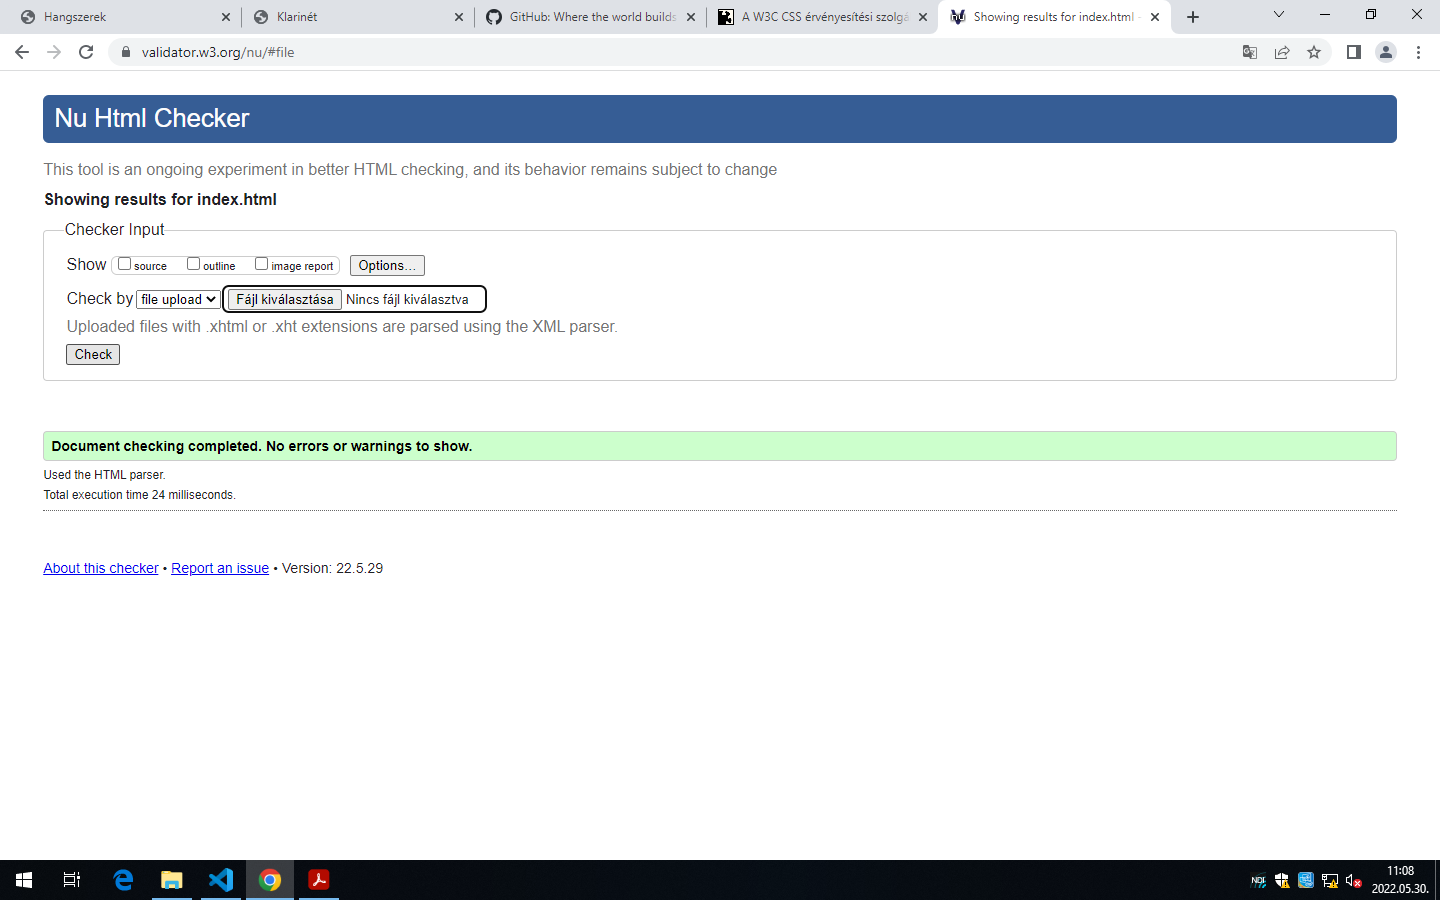 Hangszerek
Klarinét
GitHub: Where the world builds
A W3C CSS érvényesítési szolgá
Showing results for index.html -
validator.w3.org/nu/#file
Nu Html Checker
This tool is an ongoing experiment in better HTML checking, and its behavior remains subject to change
Showing results for index.html
Checker Input
Show source outline image report Options...
Check by file upload Fájl kiválasztása Nincs fájl kiválasztva
Uploaded files with .xhtml or .xht extensions are parsed using the XML parser.
Check
Document checking completed. No errors or warnings to show.
Used the HTML parser.
Total execution time 24 milliseconds.
About this checker • Report an issue • Version: 22.5.29
NQI
11:08
2022.05.30.